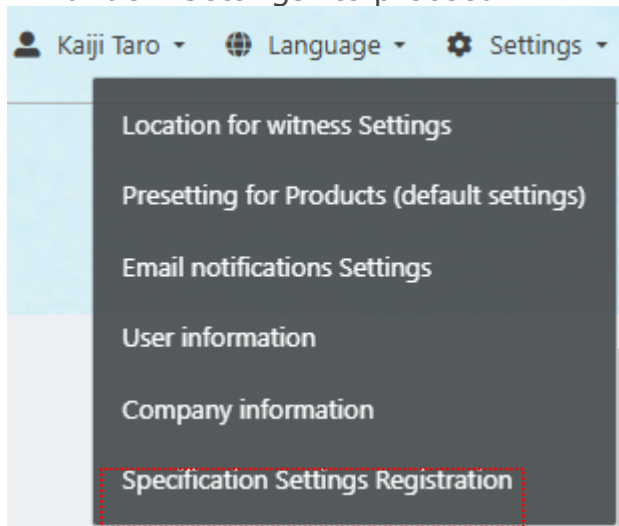 Kaiji Taro Language Settings
Location for witness Settings
Presetting for Products (default settings)
Email notifications Settings
User information
Company information
Specification Settings Registration